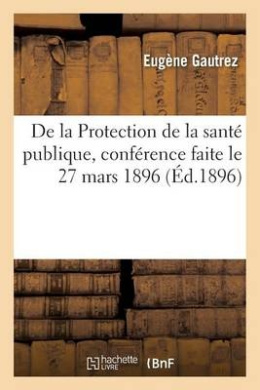 Eugène Gautrez
De la Protection de la santé
publique, conférence faite le
27 mars 1896 (Éd.1896)
hachette
LIVRE
{BnF